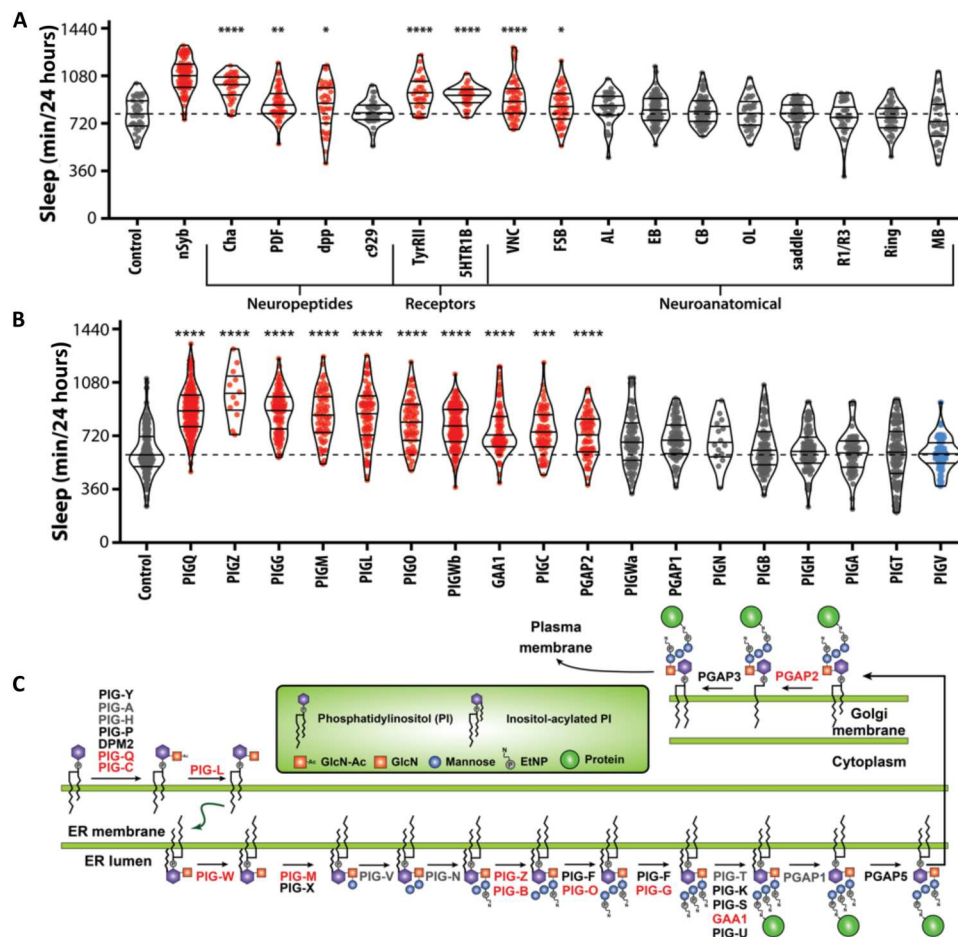 A
Sleep (min/24 hours)
1440
1080
720
360
0
**** ** * **** **** **** *
Control nSyb Cha PDF dpp c929 TyrRII 5HTR1B VNC FSB AL EB CB OL saddle R1/R3 Ring MB
Neuropeptides Receptors Neuroanatomical
B
Sleep (min/24 hours)
1440
1080
720
360
0
**** **** **** **** **** **** **** **** *** ****
Control PIGQ PIGZ PIGG PIGM PIGL PIGO PIGWb GAA1 PIGC PGAP2 PIGWa PGAP1 PIGN PIGB PIGH PIGA PIGT PIGV
C
Plasma
membrane
PGAP3 PGAP2
Golgi
membrane
Cytoplasm
PIG-Y
PIG-A
PIG-H
PIG-P
DPM2
PIG-Q
PIG-C
PIG-L
Phosphatidylinositol (PI) Inositol-acylated PI
-Ac GlcN-Ac GlcN Mannose EtNP Protein
ER membrane
ER lumen
PIG-W
PIG-M
PIG-X
PIG-V
PIG-N
PIG-Z
PIG-B
PIG-F
PIG-O
PIG-F
PIG-G
PIG-T
PIG-K
PIG-S
GAA1
PIG-U
PGAP1
PGAP5